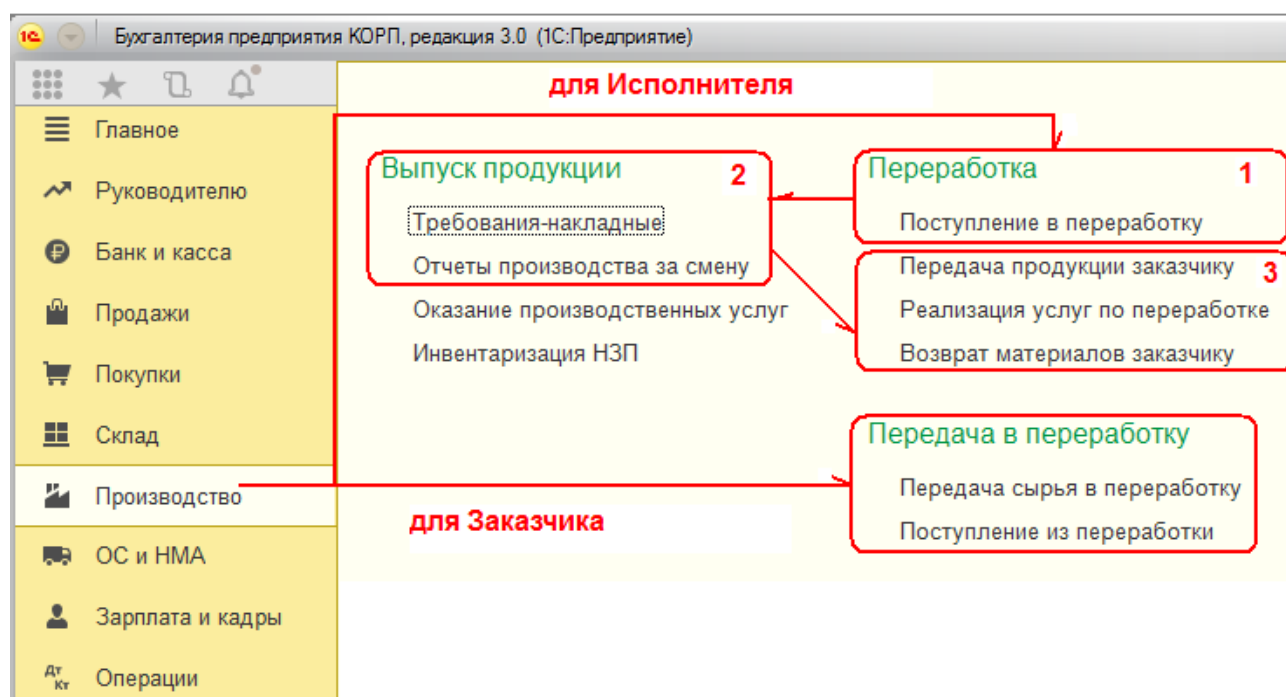 1С Бухгалтерия предприятия КОРП, редакция 3.0 (1С:Предприятие)
для Исполнителя
Главное
Руководителю
Банк и касса
Продажи
Покупки
Склад
Производство
ОС и НМА
Зарплата и кадры
Дт Кт Операции
Выпуск продукции 2
Требования-накладные
Отчеты производства за смену
Оказание производственных услуг
Инвентаризация НЗП
Переработка 1
Поступление в переработку
Передача продукции заказчику 3
Реализация услуг по переработке
Возврат материалов заказчику
Передача в переработку
Передача сырья в переработку
Поступление из переработки
для Заказчика